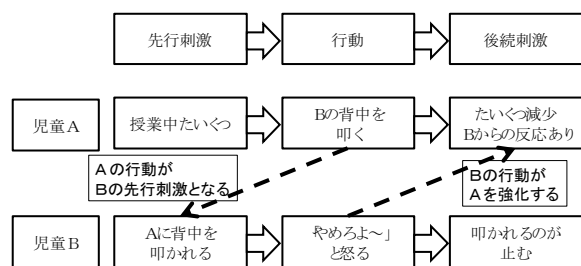 先行刺激
行動
後続刺激
児童A
授業中たいくつ
Bの背中を
叩く
たいくつ減少
Bからの反応あり
Aの行動が
Bの先行刺激となる
Bの行動が
Aを強化する
児童B
Aに背中を
叩かれる
やめろよ～」
と怒る
叩かれるのが
止む